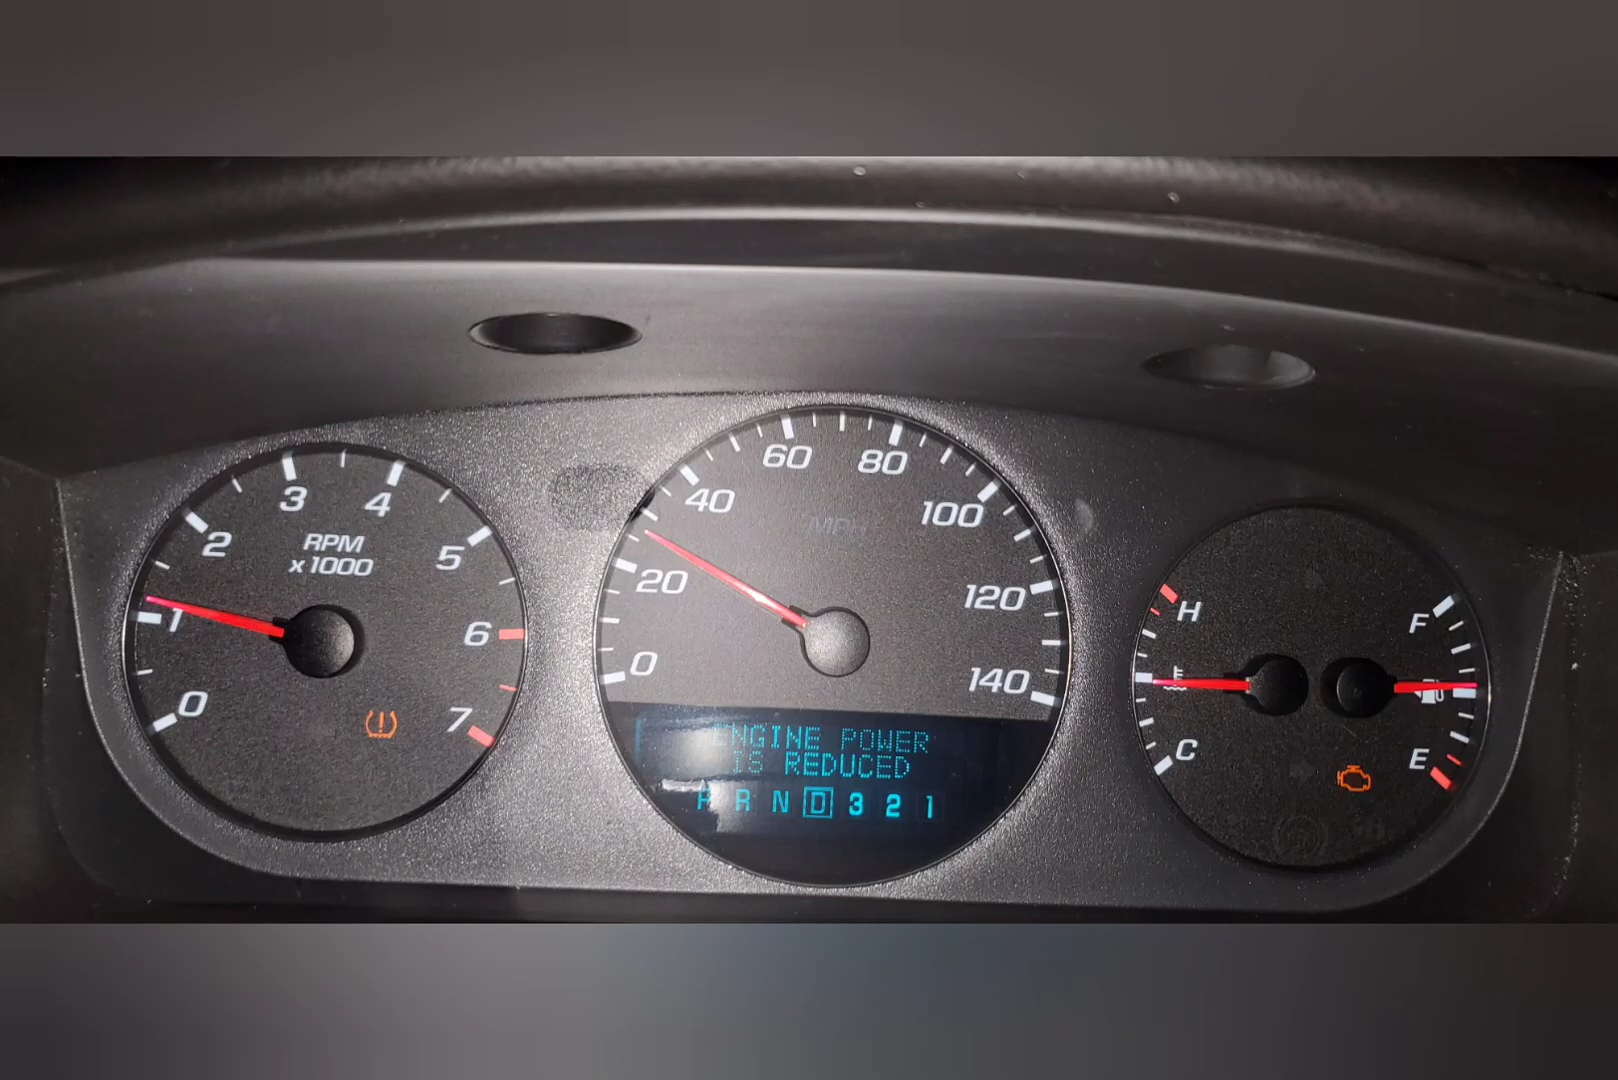 3 4
2 5
RPM
x1000
1 6
0 7
60 80
40 100
MPH
20 120
0 140
ENGINE POWER
IS REDUCED
P R N D 3 2 1
H F
C E